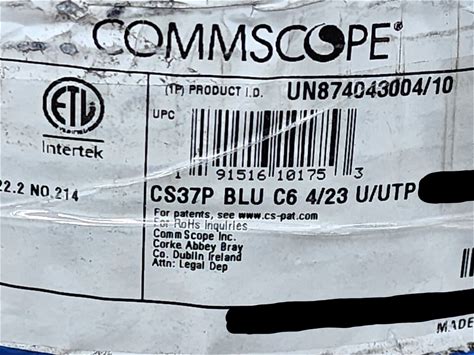 COMMSCOPE®
(TP) PRODUCT I.D. UN874043004/10
UPC
ETL
Intertek
1 91516 10175 3
22.2 NO.214
CS37P BLU C6 4/23 U/UTP
For patents, see www.cs-pat.com
For RoHs Inquiries
CommScope Inc.
Corke Abbey Bray
Co. Dublin Ireland
Attn: Legal Dep
MADE